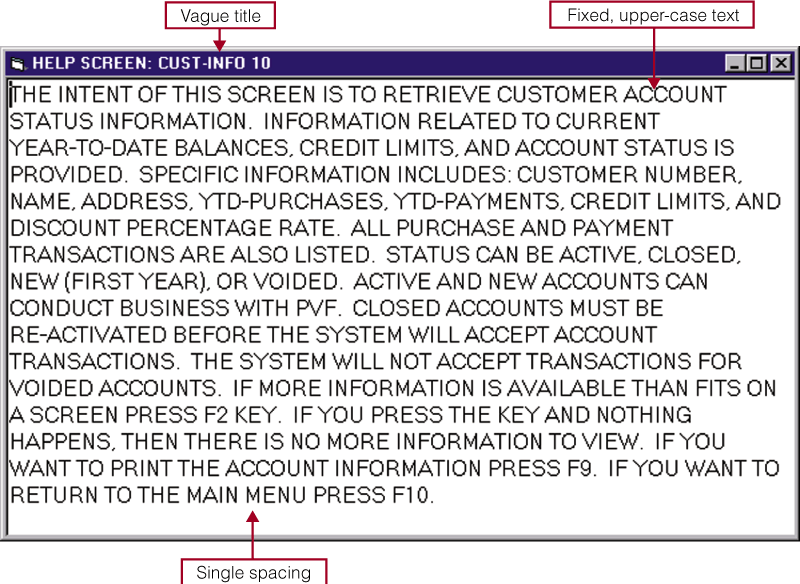 Vague title
Fixed, upper-case text
HELP SCREEN: CUST-INFO 10
THE INTENT OF THIS SCREEN IS TO RETRIEVE CUSTOMER ACCOUNT
STATUS INFORMATION.  INFORMATION RELATED TO CURRENT
YEAR-TO-DATE BALANCES, CREDIT LIMITS, AND ACCOUNT STATUS IS
PROVIDED.  SPECIFIC INFORMATION INCLUDES: CUSTOMER NUMBER,
NAME, ADDRESS, YTD-PURCHASES, YTD-PAYMENTS, CREDIT LIMITS, AND
DISCOUNT PERCENTAGE RATE.  ALL PURCHASE AND PAYMENT
TRANSACTIONS ARE ALSO LISTED.  STATUS CAN BE ACTIVE, CLOSED,
NEW (FIRST YEAR), OR VOIDED.  ACTIVE AND NEW ACCOUNTS CAN
CONDUCT BUSINESS WITH PVF.  CLOSED ACCOUNTS MUST BE
RE-ACTIVATED BEFORE THE SYSTEM WILL ACCEPT ACCOUNT
TRANSACTIONS.  THE SYSTEM WILL NOT ACCEPT TRANSACTIONS FOR
VOIDED ACCOUNTS.  IF MORE INFORMATION IS AVAILABLE THAN FITS ON
A SCREEN PRESS F2 KEY.  IF YOU PRESS THE KEY AND NOTHING
HAPPENS, THEN THERE IS NO MORE INFORMATION TO VIEW.  IF YOU
WANT TO PRINT THE ACCOUNT INFORMATION PRESS F9.  IF YOU WANT TO
RETURN TO THE MAIN MENU PRESS F10.
Single spacing